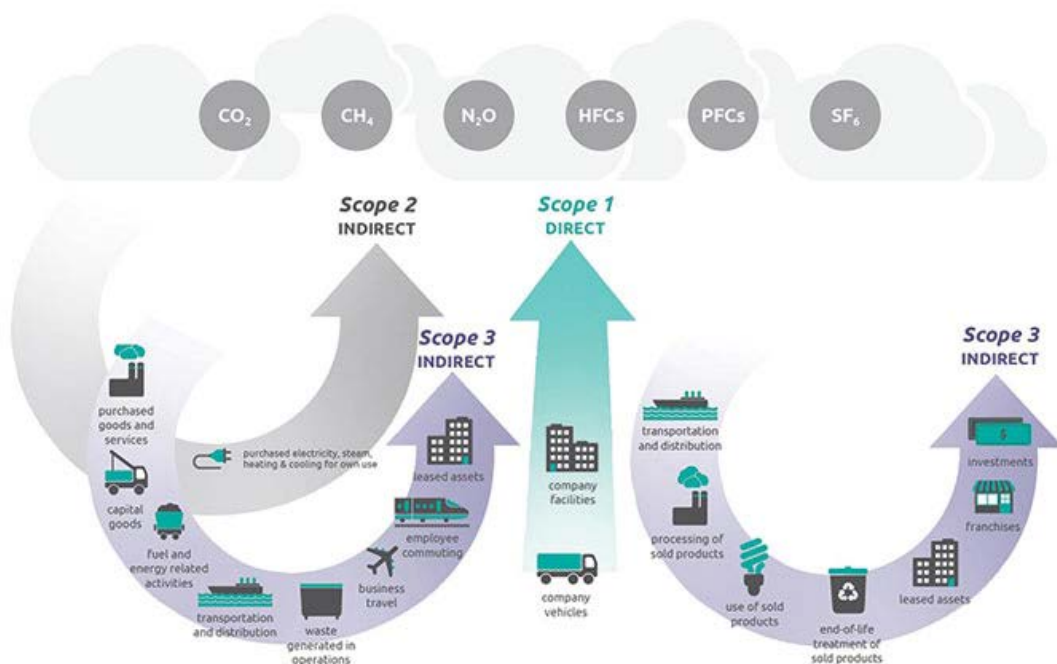 CO₂
CH₄
N₂O
HFCs
PFCs
SF₆
Scope 2
INDIRECT
Scope 1
DIRECT
Scope 3
INDIRECT
Scope 3
INDIRECT
purchased
goods and
services
capital
goods
fuel and
energy related
activities
transportation
and distribution
waste
generated in
operations
business
travel
employee
commuting
leased assets
purchased electricity, steam,
heating & cooling for own use
company
facilities
company
vehicles
transportation
and distribution
processing of
sold products
use of sold
products
end-of-life
treatment of
sold products
leased assets
franchises
investments
$